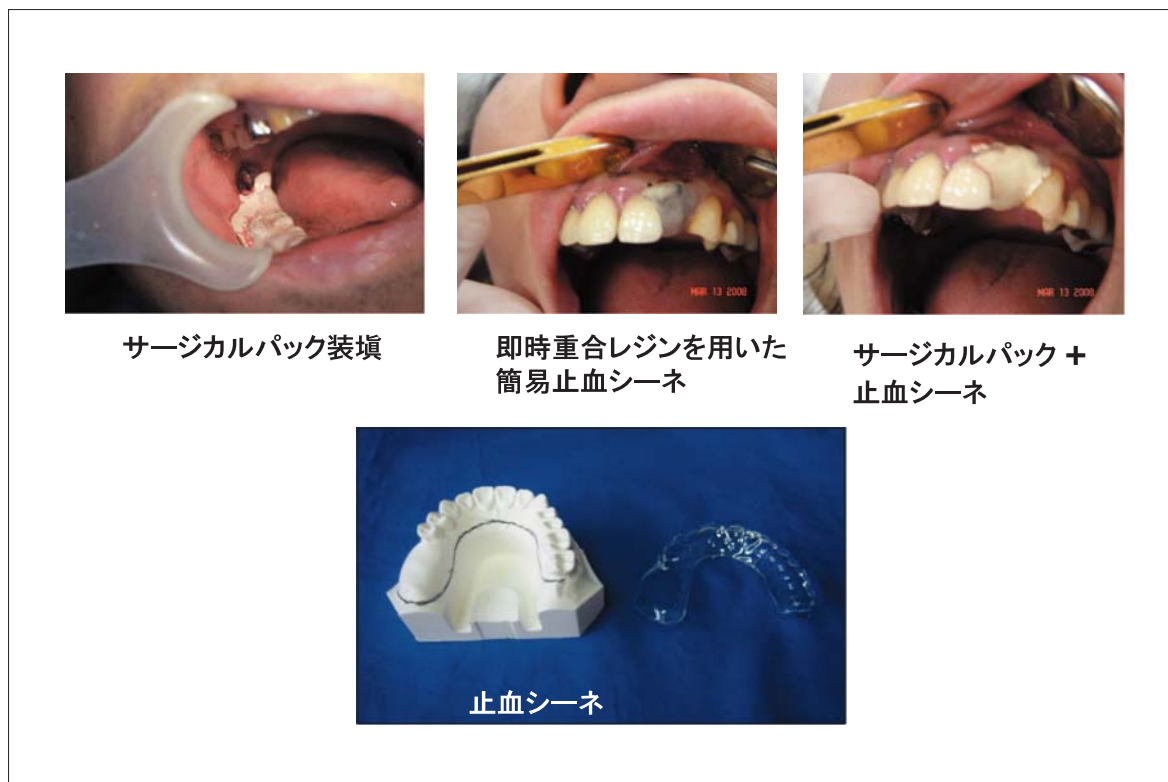 MAR 13 2008
MAR 13 2008
サージカルパック装塡
即時重合レジンを用いた
簡易止血シーネ
サージカルパック +
止血シーネ
止血シーネ